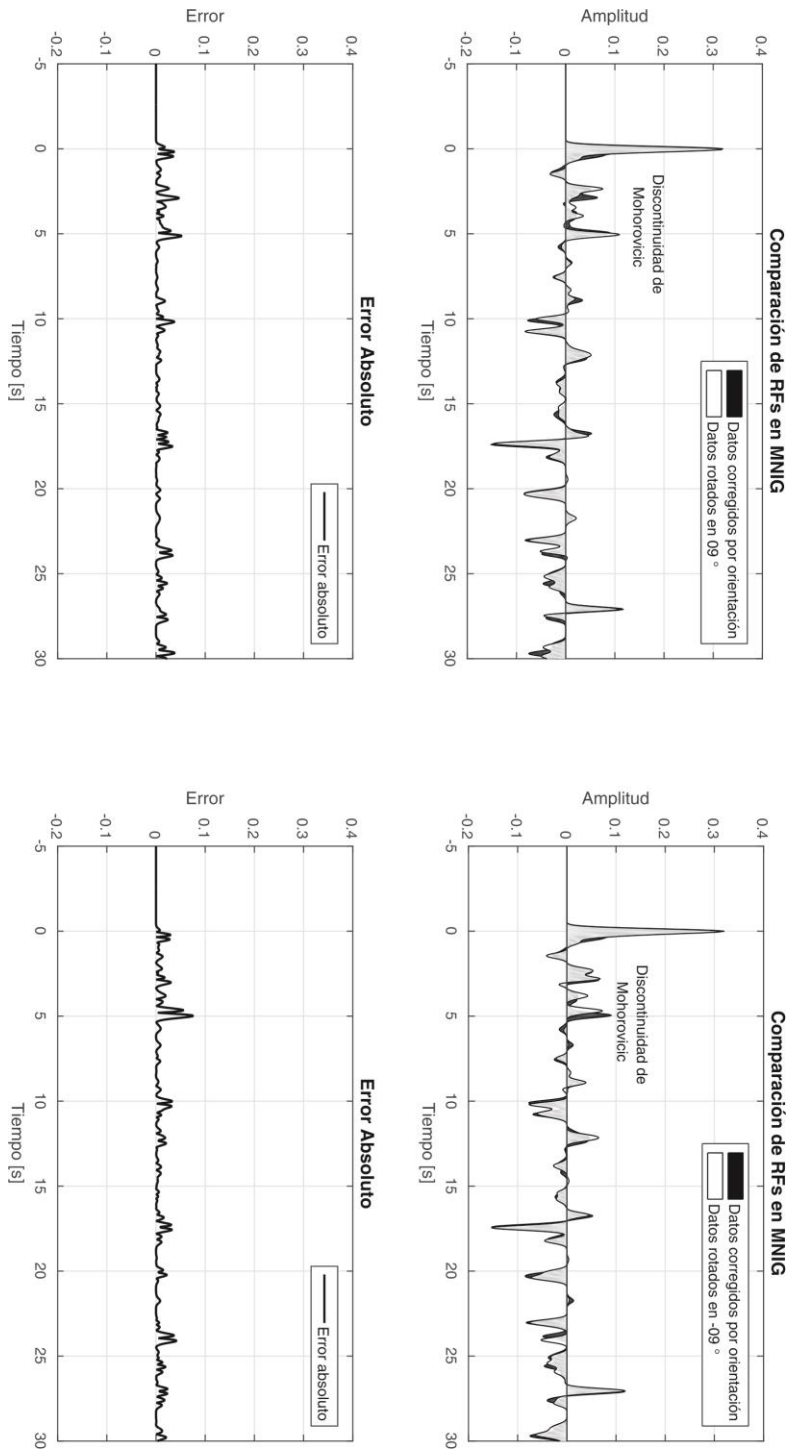 Comparación de RFs en MNIG
Amplitud
0.4
0.3
0.2
0.1
0
-0.1
-0.2
Datos corregidos por orientación
Datos rotados en 09 °
Discontinuidad de
Mohorovicic
-5
0
5
10
15
20
25
30
Tiempo [s]
Error Absoluto
Error
0.4
0.3
0.2
0.1
0
-0.1
-0.2
Error absoluto
-5
0
5
10
15
20
25
30
Tiempo [s]
Comparación de RFs en MNIG
Amplitud
0.4
0.3
0.2
0.1
0
-0.1
-0.2
Datos corregidos por orientación
Datos rotados en -09 °
Discontinuidad de
Mohorovicic
-5
0
5
10
15
20
25
30
Tiempo [s]
Error Absoluto
Error
0.4
0.3
0.2
0.1
0
-0.1
-0.2
Error absoluto
-5
0
5
10
15
20
25
30
Tiempo [s]